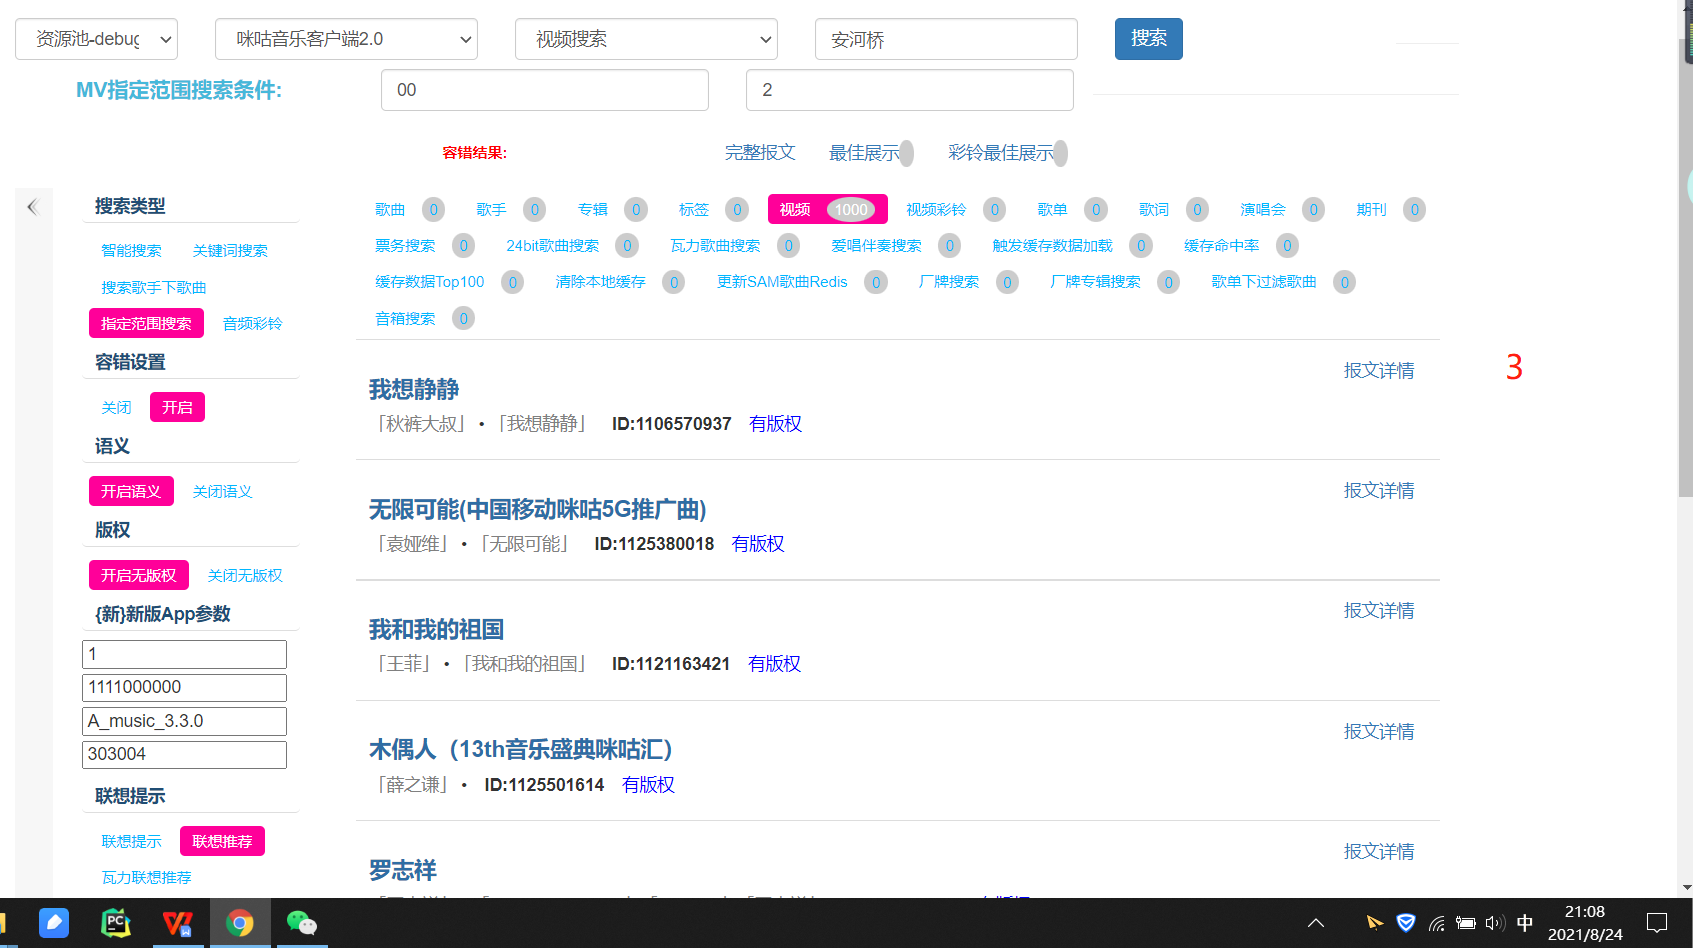 资源池-debug 咪咕音乐客户端2.0 视频搜索 安河桥 搜索
MV指定范围搜索条件: 00 2
容错结果: 完整报文 最佳展示 彩铃最佳展示
搜索类型
智能搜索 关键词搜索
搜索歌手下歌曲
指定范围搜索 音频彩铃
容错设置
关闭 开启
语义
开启语义 关闭语义
版权
开启无版权 关闭无版权
{新}新版App参数
1
1111000000
A_music_3.3.0
303004
联想提示
联想提示 联想推荐
瓦力联想推荐
歌曲 0 歌手 0 专辑 0 标签 0 视频 1000 视频彩铃 0 歌单 0 歌词 0 演唱会 0 期刊 0
票务搜索 0 24bit歌曲搜索 0 瓦力歌曲搜索 0 爱唱伴奏搜索 0 触发缓存数据加载 0 缓存命中率 0
缓存数据Top100 0 清除本地缓存 0 更新SAM歌曲Redis 0 厂牌搜索 0 厂牌专辑搜索 0 歌单下过滤歌曲 0
音箱搜索 0
报文详情
3
我想静静
「秋裤大叔」 • 「我想静静」 ID:1106570937 有版权
报文详情
无限可能(中国移动咪咕5G推广曲)
「袁娅维」 • 「无限可能」 ID:1125380018 有版权
报文详情
我和我的祖国
「王菲」 • 「我和我的祖国」 ID:1121163421 有版权
报文详情
木偶人（13th音乐盛典咪咕汇）
「薛之谦」 • ID:1125501614 有版权
报文详情
罗志祥
PC
中
21:08
2021/8/24